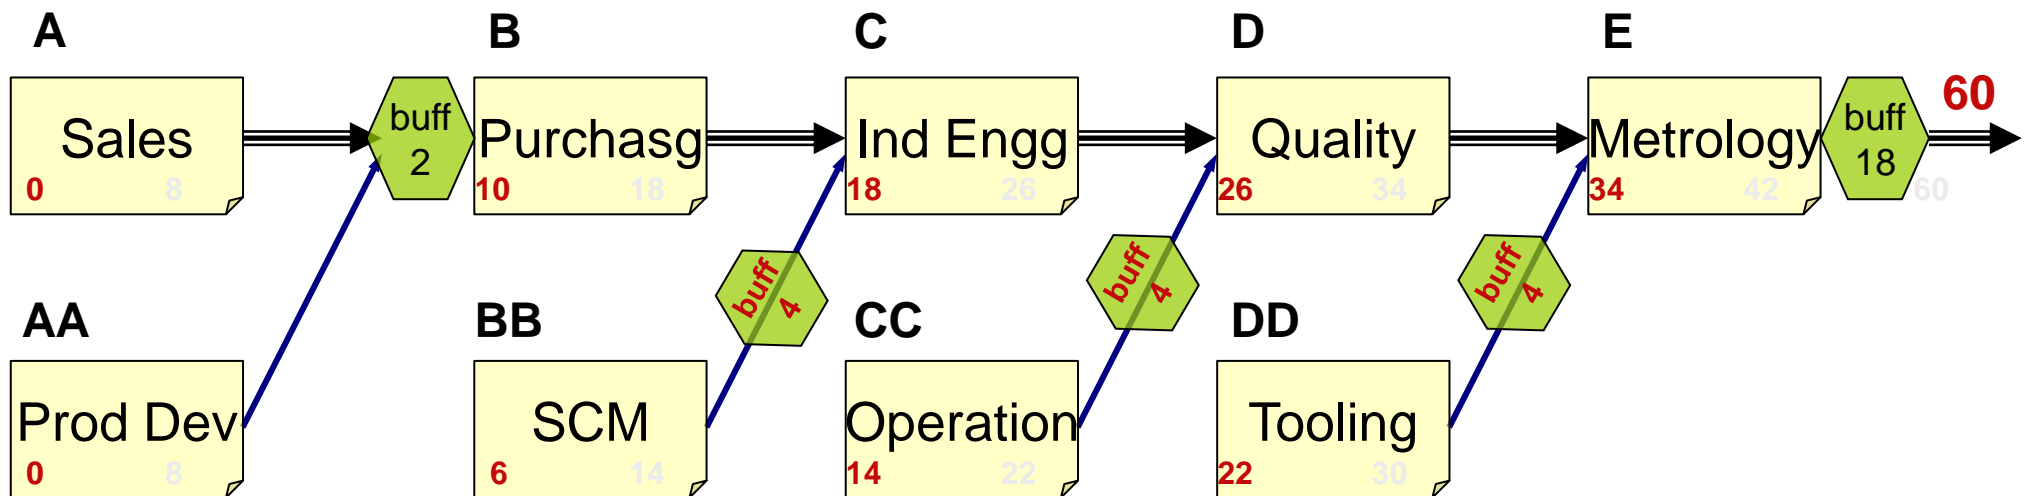 A B C D E
Sales buff 2 Purchasg Ind Engg Quality Metrology buff 18 60
0 8 10 18 18 26 26 34 34 42 60
buff 4 buff 4 buff 4
AA BB CC DD
Prod Dev SCM Operation Tooling
0 8 6 14 14 22 22 30